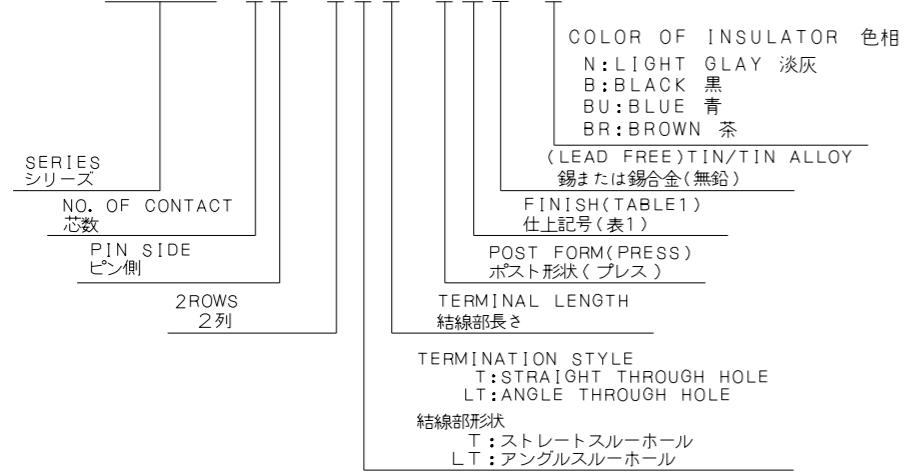 COLOR OF INSULATOR 色相
N:LIGHT GLAY 淡灰
B:BLACK 黒
BU:BLUE 青
BR:BROWN 茶
(LEAD FREE)TIN/TIN ALLOY
錫または錫合金(無鉛)
SERIES
シリーズ
NO. OF CONTACT
芯数
FINISH(TABLE1)
仕上記号(表1)
PIN SIDE
ピン側
POST FORM(PRESS)
ポスト形状(プレス)
2ROWS
2列
TERMINAL LENGTH
結線部長さ
TERMINATION STYLE
T:STRAIGHT THROUGH HOLE
LT:ANGLE THROUGH HOLE
結線部形状
T:ストレートスルーホール
LT:アングルスルーホール